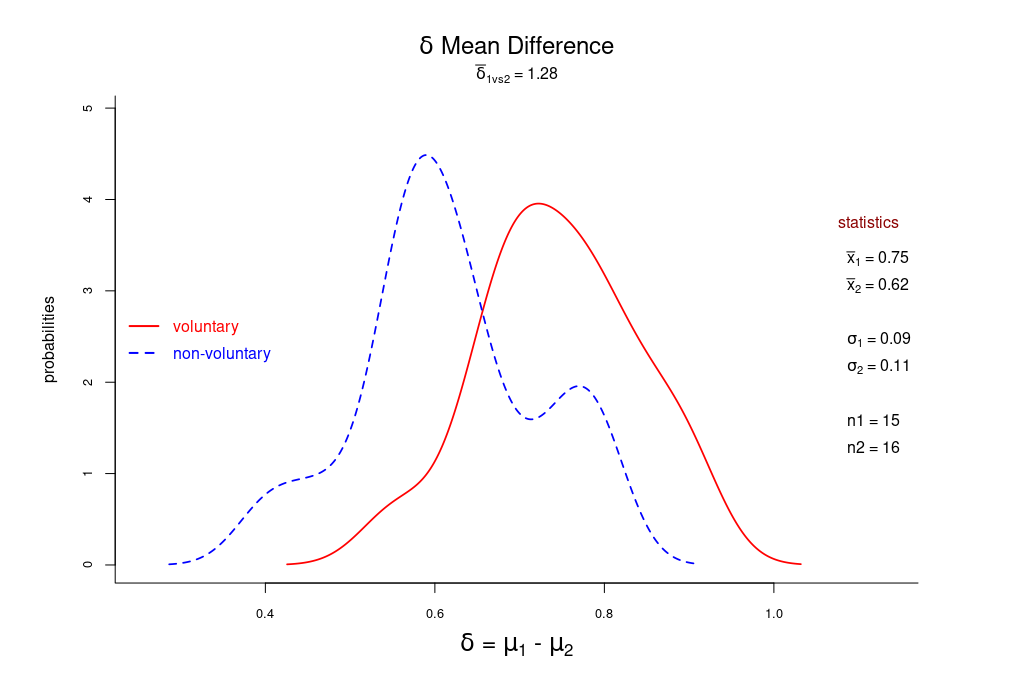 δ Mean Difference
δ̅1vs2 = 1.28
5
4
3
2
1
0
probabilities
voluntary
non-voluntary
statistics
x̅1 = 0.75
x̅2 = 0.62
σ1 = 0.09
σ2 = 0.11
n1 = 15
n2 = 16
0.4 0.6 0.8 1.0
δ = μ1 - μ2